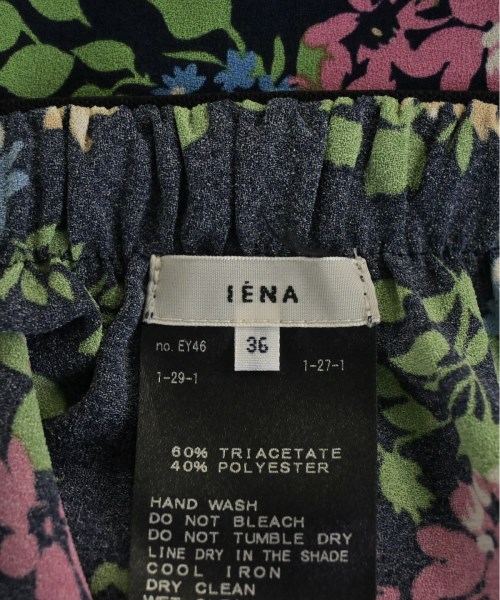 IÉNA
36
no. EY46
1-29-1
1-27-1
60% TRIACETATE
40% POLYESTER
HAND WASH
DO NOT BLEACH
DO NOT TUMBLE DRY
LINE DRY IN THE SHADE
COOL IRON
DRY CLEAN